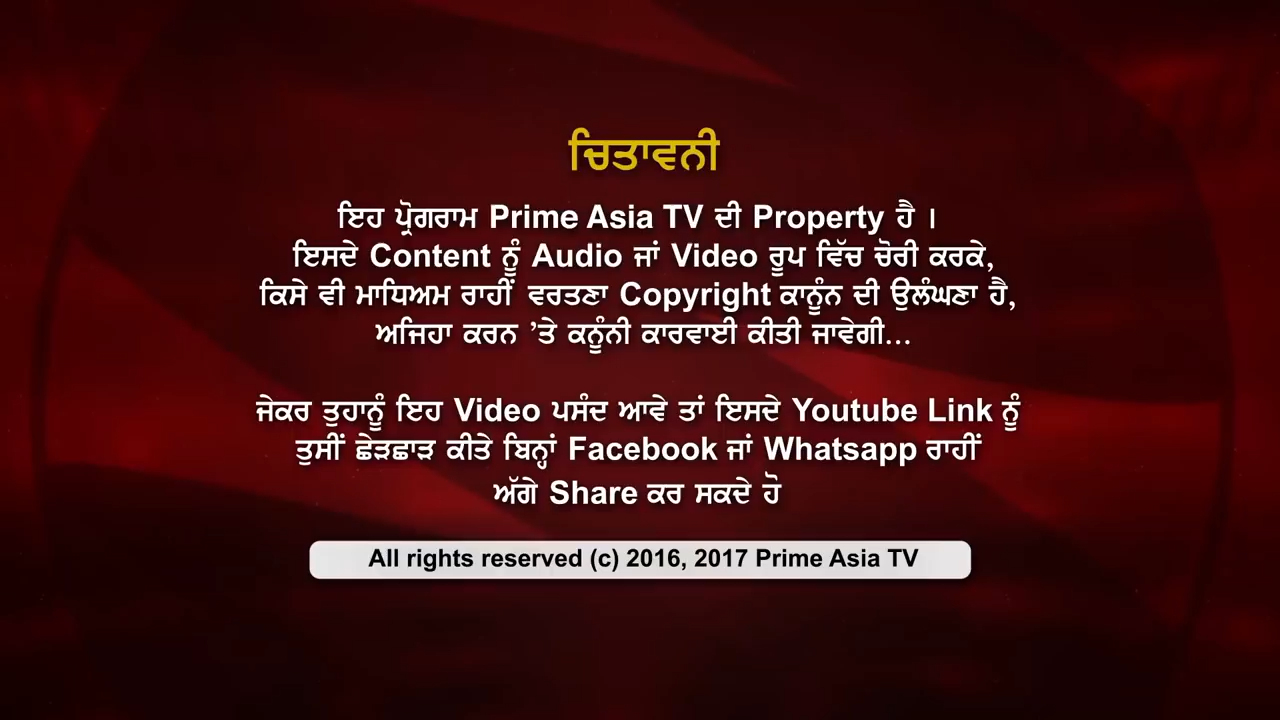 ਚਿਤਾਵਨੀ
ਇਹ ਪ੍ਰੋਗਰਾਮ Prime Asia TV ਦੀ Property ਹੈ ।
ਇਸਦੇ Content ਨੂੰ Audio ਜਾਂ Video ਰੂਪ ਵਿੱਚ ਚੋਰੀ ਕਰਕੇ,
ਕਿਸੇ ਵੀ ਮਾਧਿਅਮ ਰਾਹੀਂ ਵਰਤਣਾ Copyright ਕਾਨੂੰਨ ਦੀ ਉਲੰਘਣਾ ਹੈ,
ਅਜਿਹਾ ਕਰਨ ’ਤੇ ਕਨੂੰਨੀ ਕਾਰਵਾਈ ਕੀਤੀ ਜਾਵੇਗੀ...
ਜੇਕਰ ਤੁਹਾਨੂੰ ਇਹ Video ਪਸੰਦ ਆਵੇ ਤਾਂ ਇਸਦੇ Youtube Link ਨੂੰ
ਤੁਸੀਂ ਛੇੜਛਾੜ ਕੀਤੇ ਬਿਨ੍ਹਾਂ Facebook ਜਾਂ Whatsapp ਰਾਹੀਂ
ਅੱਗੇ Share ਕਰ ਸਕਦੇ ਹੋ
All rights reserved (c) 2016, 2017 Prime Asia TV